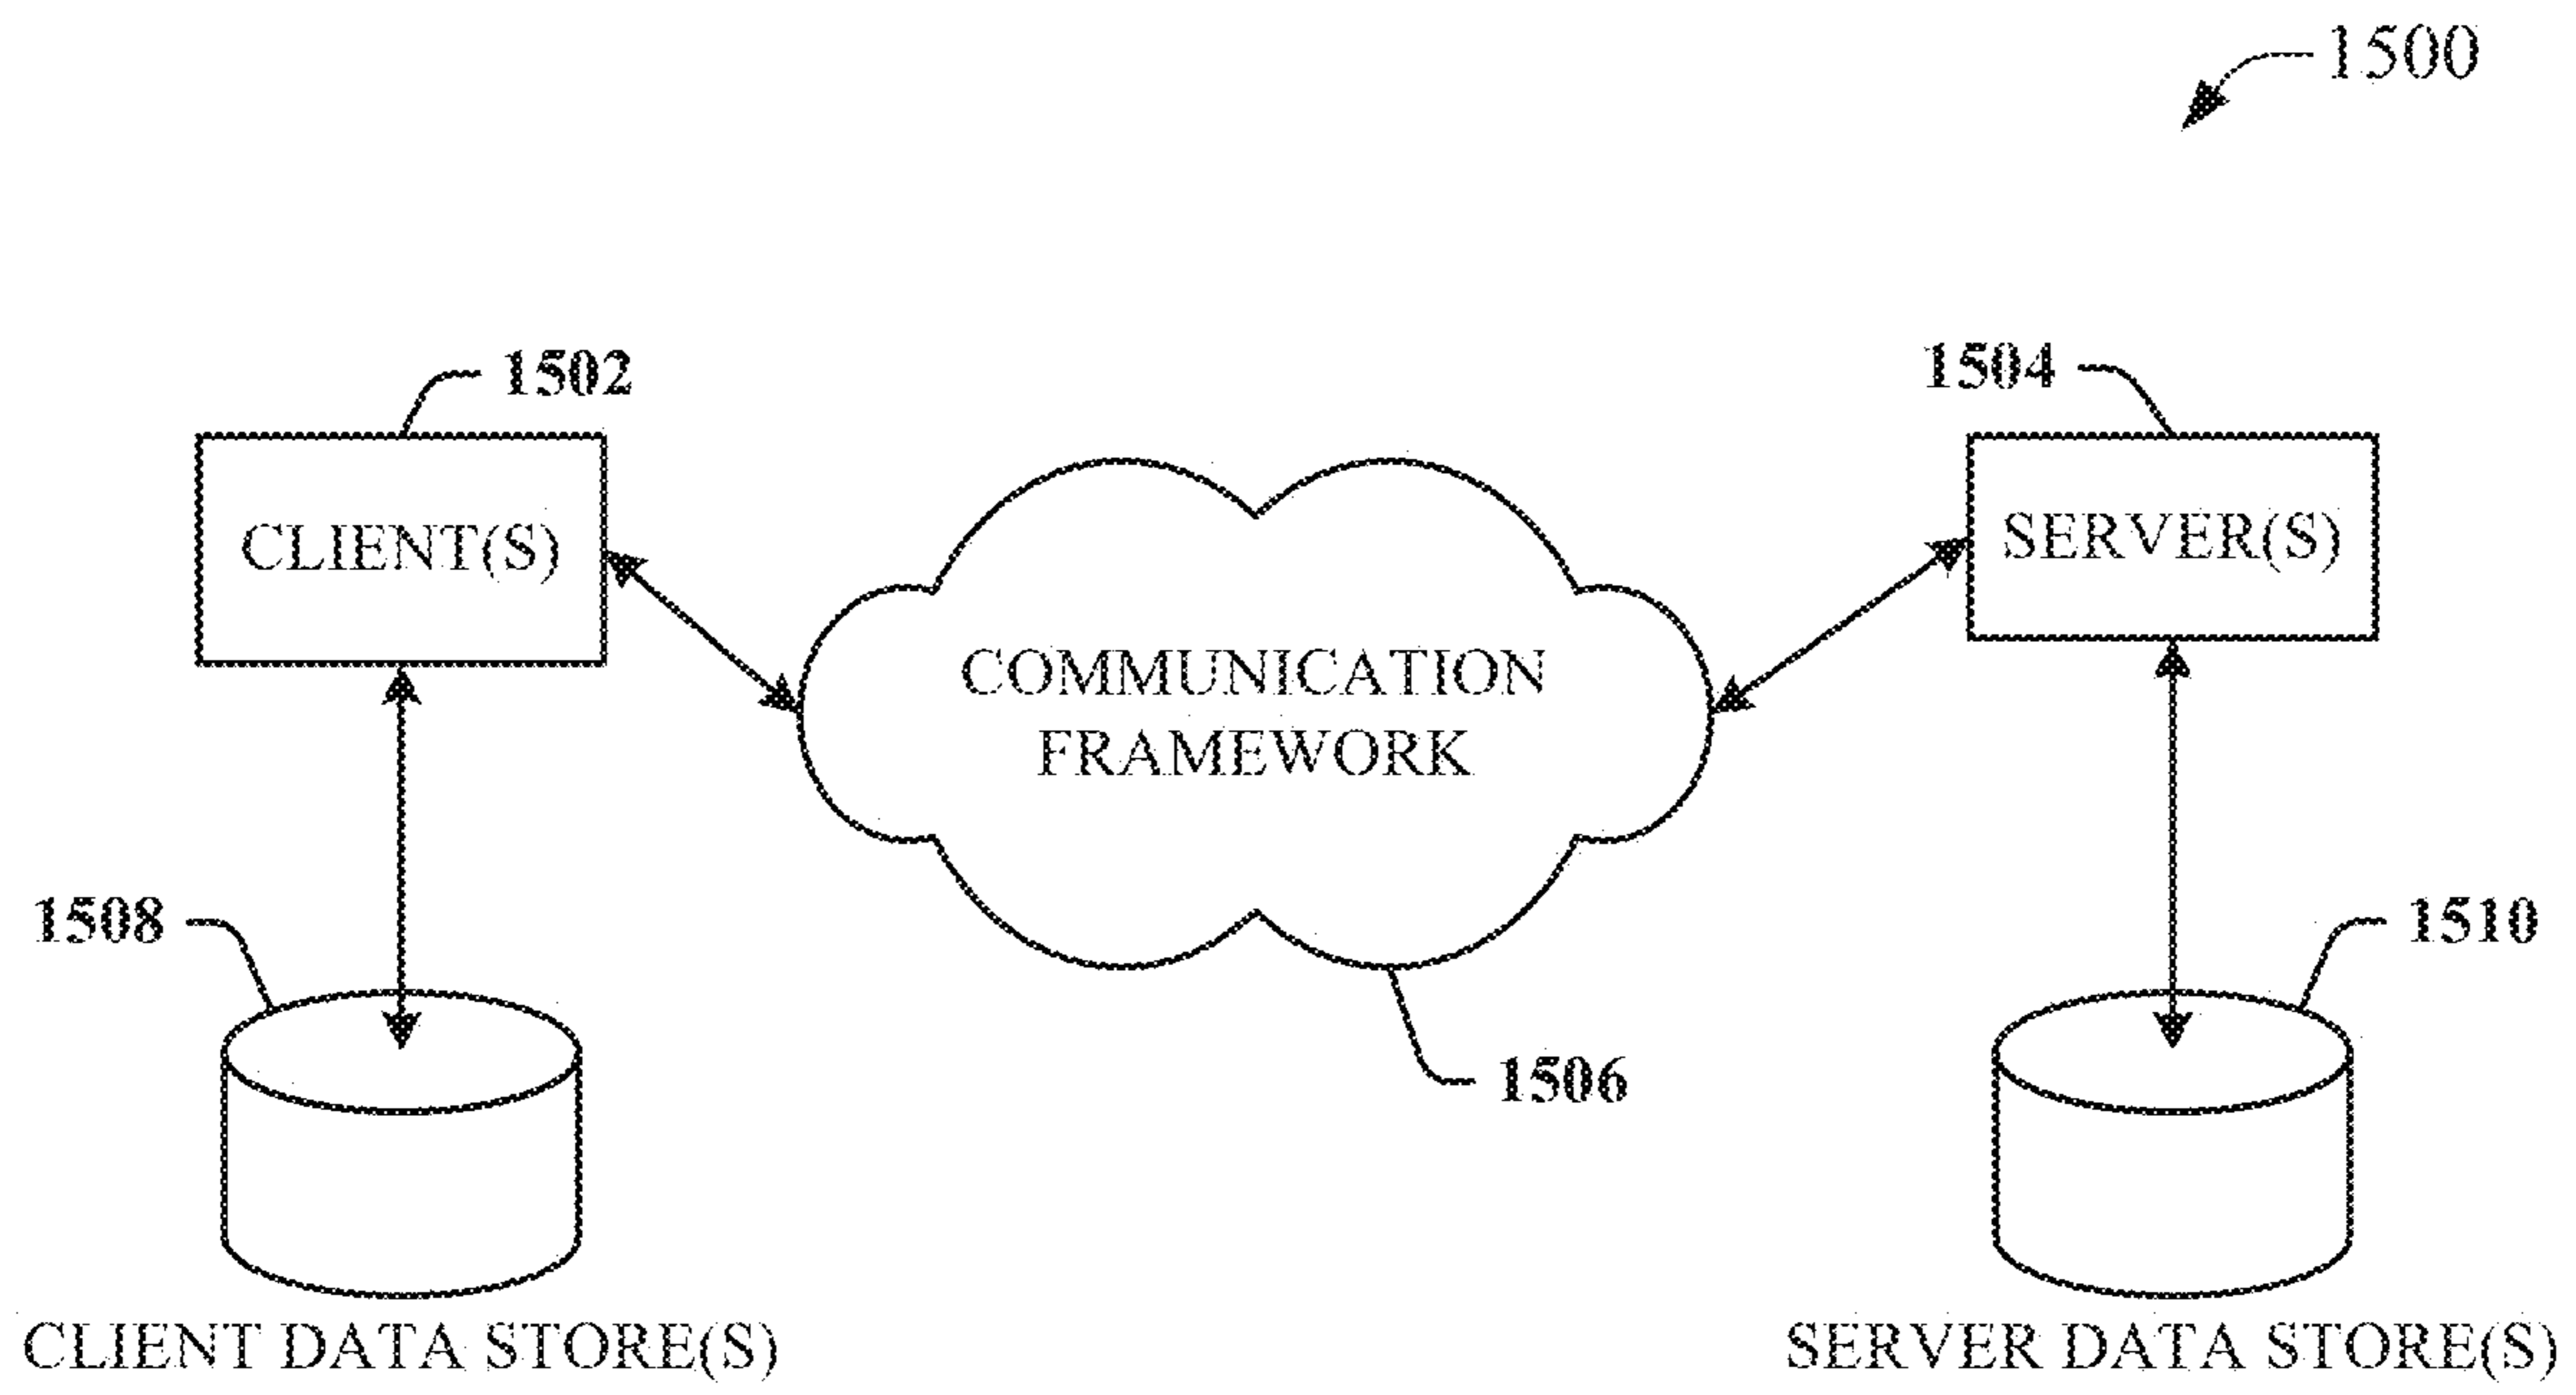 1500
1502
1504
CLIENT(S)
SERVER(S)
COMMUNICATION
FRAMEWORK
1508
1510
1506
CLIENT DATA STORE(S)
SERVER DATA STORE(S)